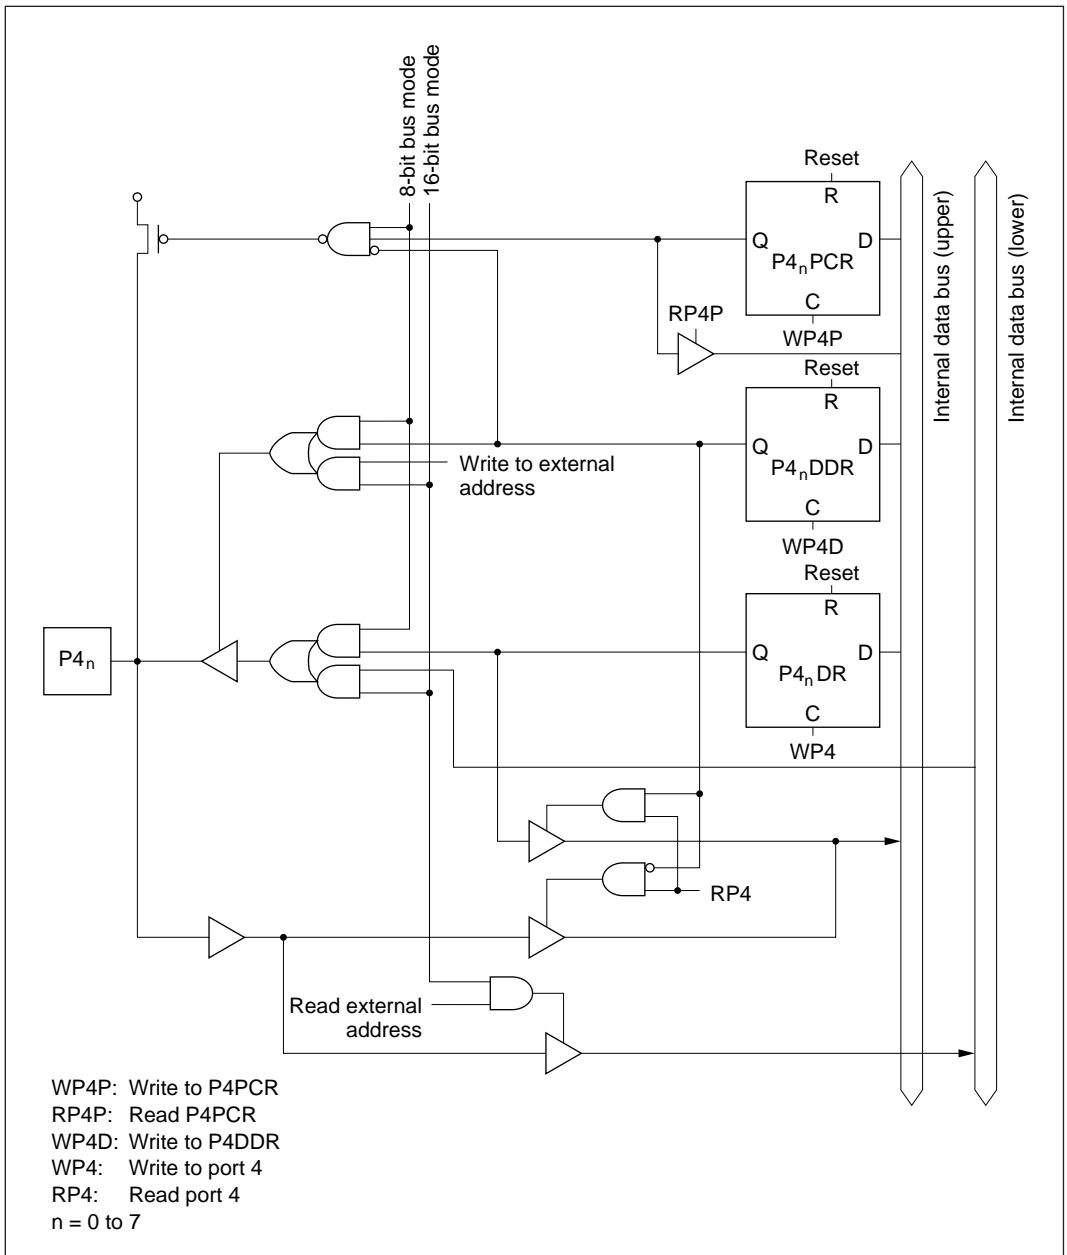 8-bit bus mode
16-bit bus mode
Reset
R
Q
D
P4nPCR
C
WP4P
RP4P
Internal data bus (upper)
Internal data bus (lower)
Reset
R
Q
D
P4nDDR
C
WP4D
Write to external
address
Reset
R
Q
D
P4nDR
C
WP4
P4n
RP4
Read external
address
WP4P: Write to P4PCR
RP4P: Read P4PCR
WP4D: Write to P4DDR
WP4: Write to port 4
RP4: Read port 4
n = 0 to 7